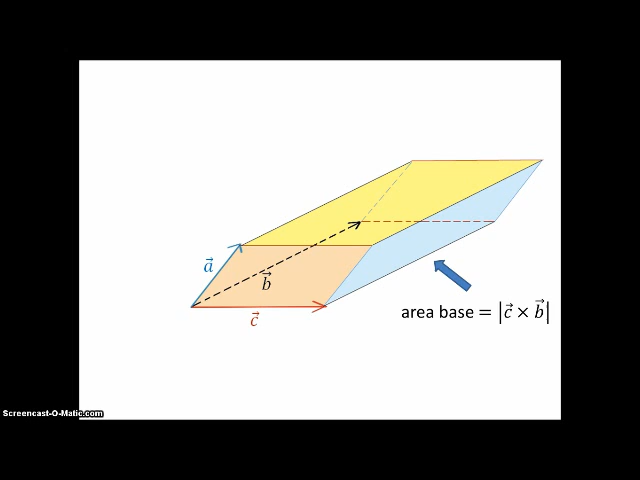 a⃗
b⃗
c⃗
area base = |c⃗ × b⃗|
Screencast-O-Matic.com